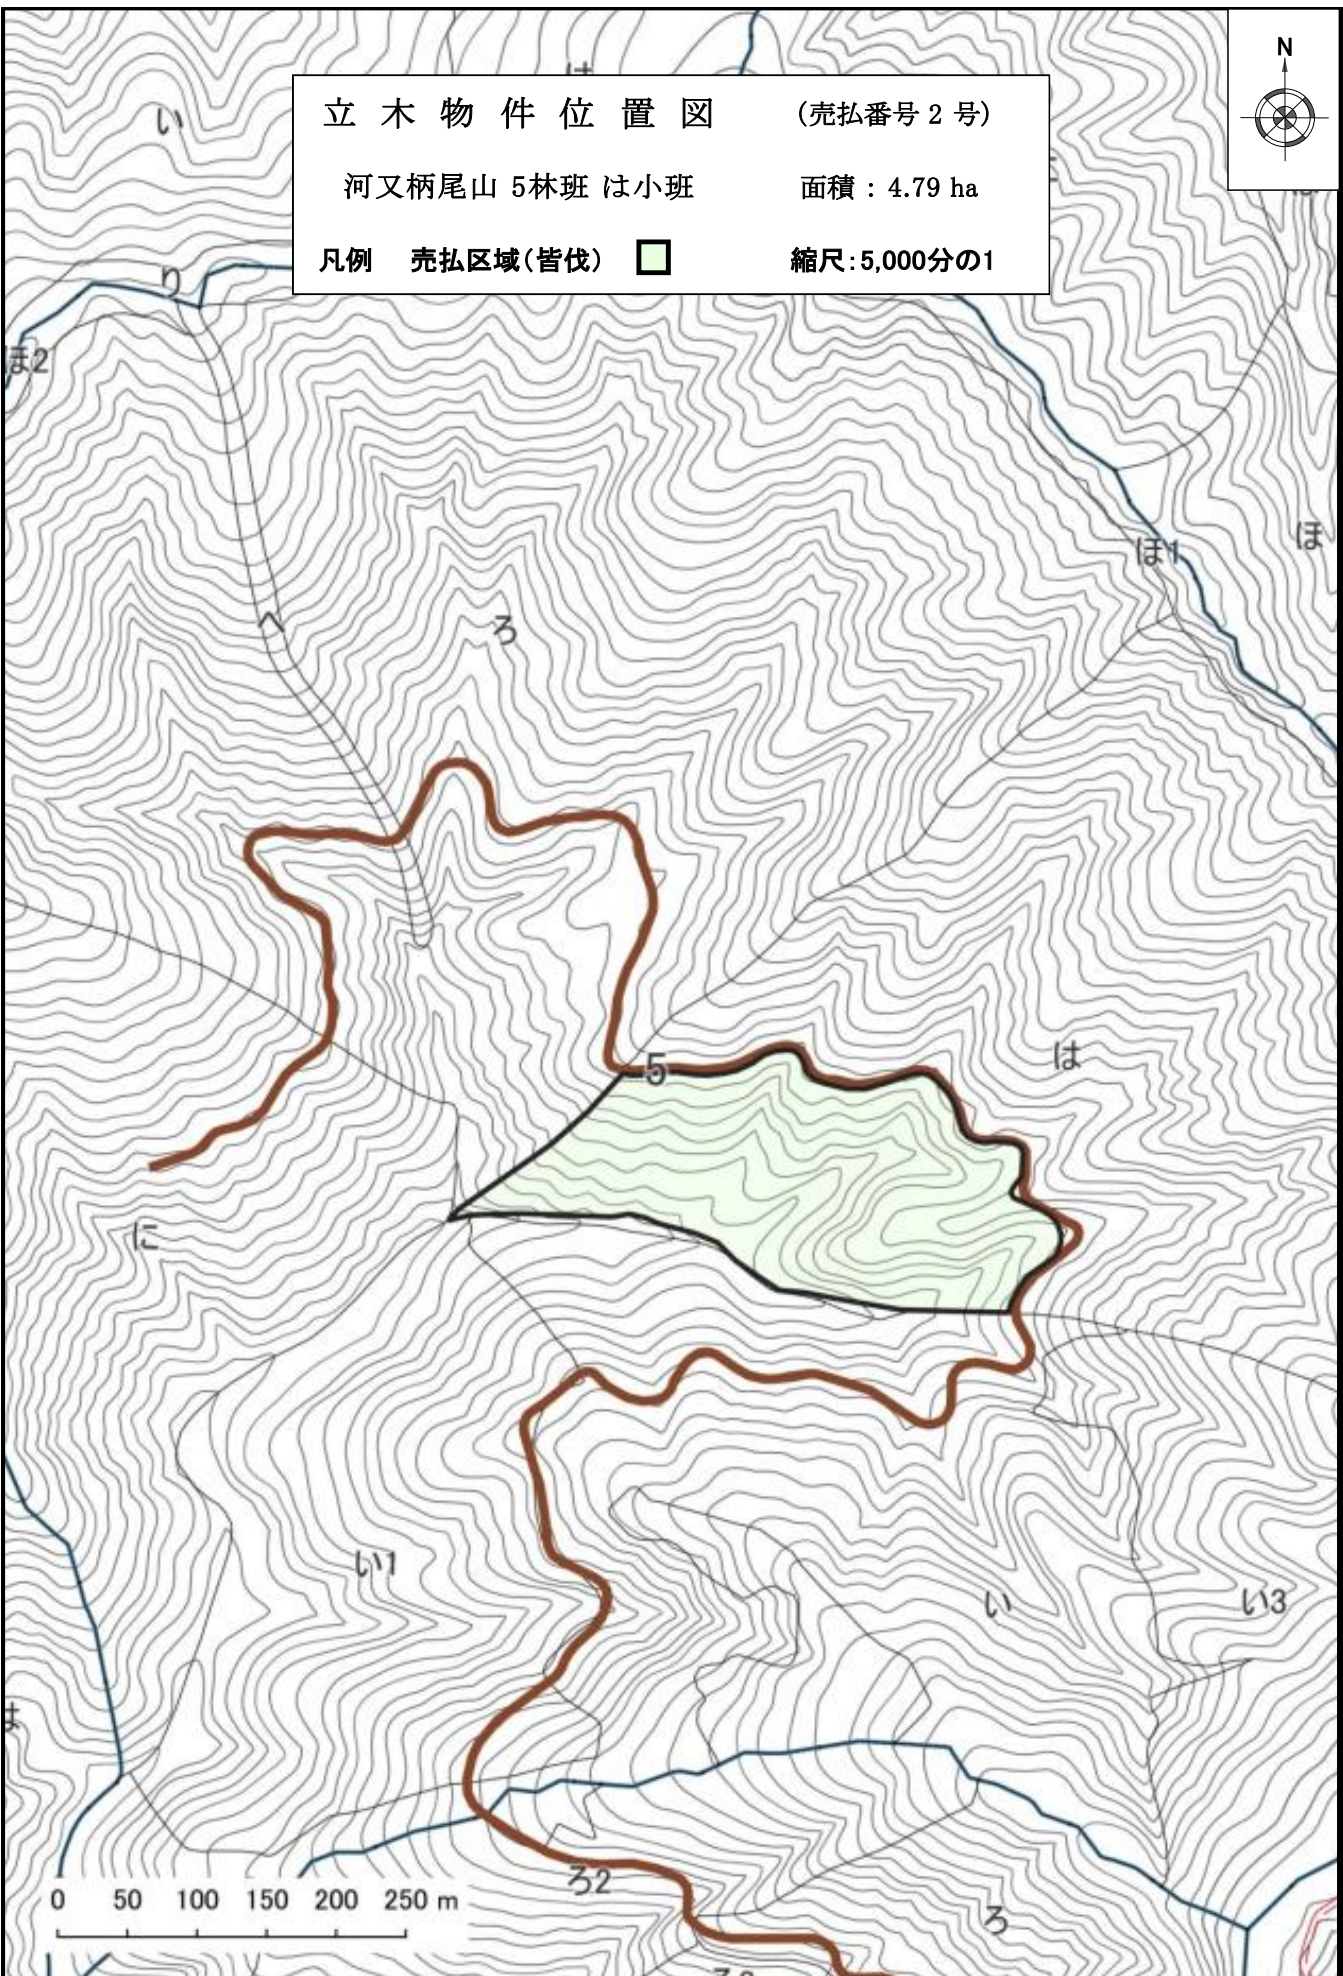 N
は
い
立木物件位置図 (売払番号 2 号)
河又柄尾山 5林班 は小班 面積 : 4.79 ha
凡例 売払区域(皆伐) 縮尺:5,000分の1
り
ほ2
ほ
ほ1
へ
ろ
5
は
に
い1
い
い3
ろ2
ろ
0 50 100 150 200 250 m